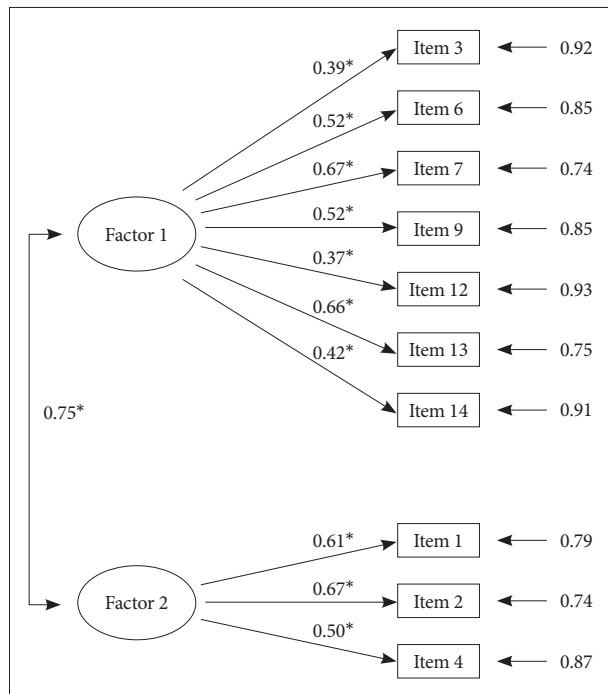 0.39* Item 3 0.92
0.52* Item 6 0.85
0.67* Item 7 0.74
Factor 1 0.52* Item 9 0.85
0.37* Item 12 0.93
0.66* Item 13 0.75
0.42* Item 14 0.91
0.75*
0.61* Item 1 0.79
Factor 2 0.67* Item 2 0.74
0.50* Item 4 0.87